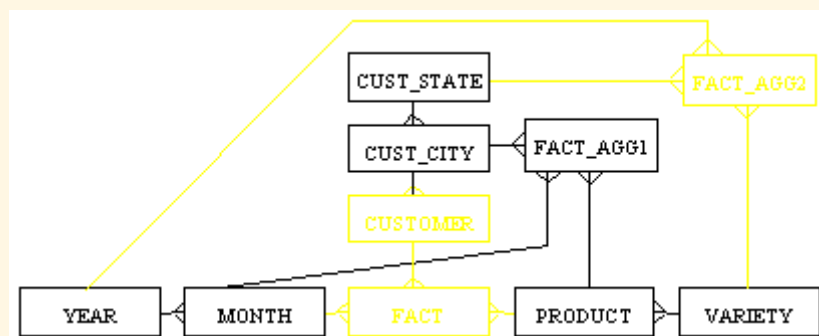 FACT_AGG2
CUST_STATE
CUST_CITY
FACT_AGG1
CUSTOMER
YEAR
MONTH
FACT
PRODUCT
VARIETY